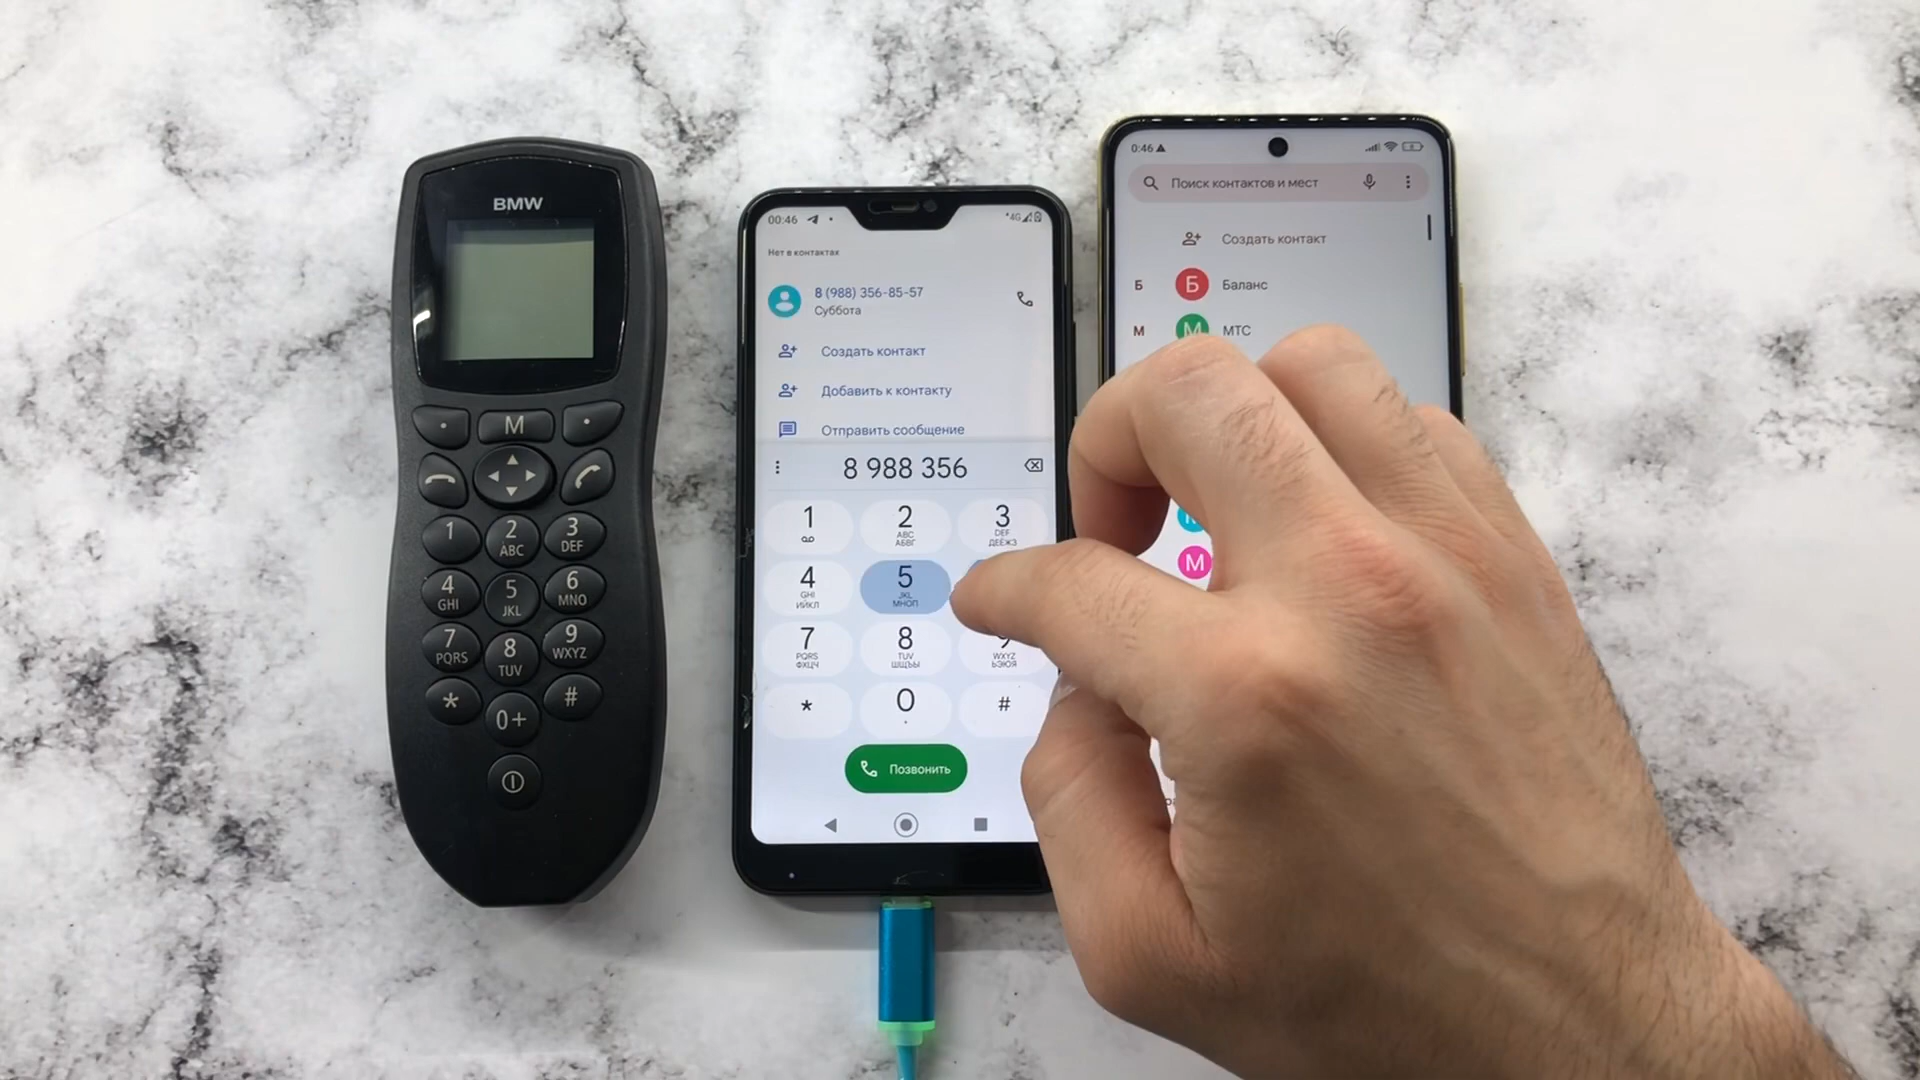 BMW
M
1
2
ABC
3
DEF
4
GHI
5
JKL
6
MNO
7
PQRS
8
TUV
9
WXYZ
*
0+
#
00:46
4G
Нет в контактах
8 (988) 356-85-57
Суббота
Создать контакт
Добавить к контакту
Отправить сообщение
8 988 356
1
2
ABC
АБВГ
3
DEF
ДЕЁЖЗ
4
GHI
ИЙКЛ
5
JKL
МНОП
7
PQRS
ФХЦЧ
8
TUV
ШЩЪЫ
9
WXYZ
ЬЭЮЯ
*
0
#
Позвонить
0:46
Поиск контактов и мест
Создать контакт
Б
Б
Баланс
М
М
МТС
М